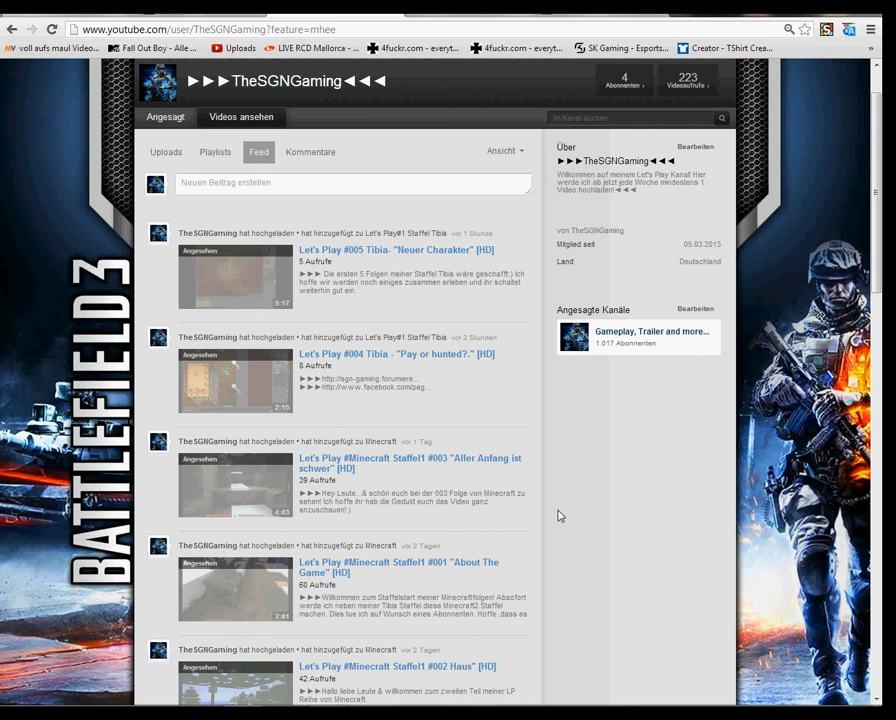 www.youtube.com/user/TheSGNGaming?feature=mhee
voll aufs maul Video...
Fall Out Boy - Alle ...
Uploads
LIVE RCD Mallorca - ...
4fuckr.com - everyt...
4fuckr.com - everyt...
SK Gaming - Esports...
Creator - TShirt Crea...
»
►►►TheSGNGaming◄◄◄
4
Abonnenten ›
223
Videoaufrufe ›
Angesagt
Videos ansehen
In Kanal suchen
Uploads
Playlists
Feed
Kommentare
Ansicht
Neuen Beitrag erstellen
TheSGNGaming hat hochgeladen • hat hinzugefügt zu Let's Play#1 Staffel Tibia vor 1 Stunde
Angesehen
Let's Play #005 Tibia- "Neuer Charakter" [HD]
5 Aufrufe
►►► Die ersten 5 Folgen meiner Staffel Tibia wäre geschafft:) Ich
hoffe wir werden noch einiges zusammen erleben und ihr schaltet
weiterhin gut ein.
5:17
TheSGNGaming hat hochgeladen • hat hinzugefügt zu Let's Play#1 Staffel Tibia vor 2 Stunden
Angesehen
Let's Play #004 Tibia - "Pay or hunted?." [HD]
8 Aufrufe
►►►http://sgn-gaming.forumiere...
►►►http://www.facebook.com/pag...
2:15
TheSGNGaming hat hochgeladen • hat hinzugefügt zu Minecraft vor 1 Tag
Angesehen
Let's Play #Minecraft Staffel1 #003 "Aller Anfang ist
schwer" [HD]
39 Aufrufe
►►►Hey Leute...& schön euch bei der 003 Folge von Minecraft zu
sehen! Ich hoffe ihr hab die Geduld euch das Video ganz
anzuschauen!:)
4:43
TheSGNGaming hat hochgeladen • hat hinzugefügt zu Minecraft vor 2 Tagen
Angesehen
Let's Play #Minecraft Staffel1 #001 "About The
Game" [HD]
60 Aufrufe
►►►Willkommen zum Staffelstart meiner Minecraftfolgen! Absofort
werde ich neben meiner Tibia Staffel diese Minecraft2 Staffel
machen. Dies tue ich auf Wunsch eines Abonnenten. Hoffe ,dass es
2:41
TheSGNGaming hat hochgeladen • hat hinzugefügt zu Minecraft vor 2 Tagen
Angesehen
Let's Play #Minecraft Staffel1 #002 Haus" [HD]
42 Aufrufe
►►►Hallo liebe Leute & willkommen zum zweiten Teil meiner LP
Reihe von Minecraft.
Über
Bearbeiten
►►►TheSGNGaming◄◄◄
Willkommen auf meinem Let's Play Kanal! Hier
werde ich ab jetzt jede Woche mindestens 1
Video hochladen!◄◄◄
von TheSGNGaming
Mitglied seit 05.03.2013
Land Deutschland
Angesagte Kanäle
Bearbeiten
Gameplay, Trailer and more...
1.017 Abonnenten
BATTLEFIELD 3